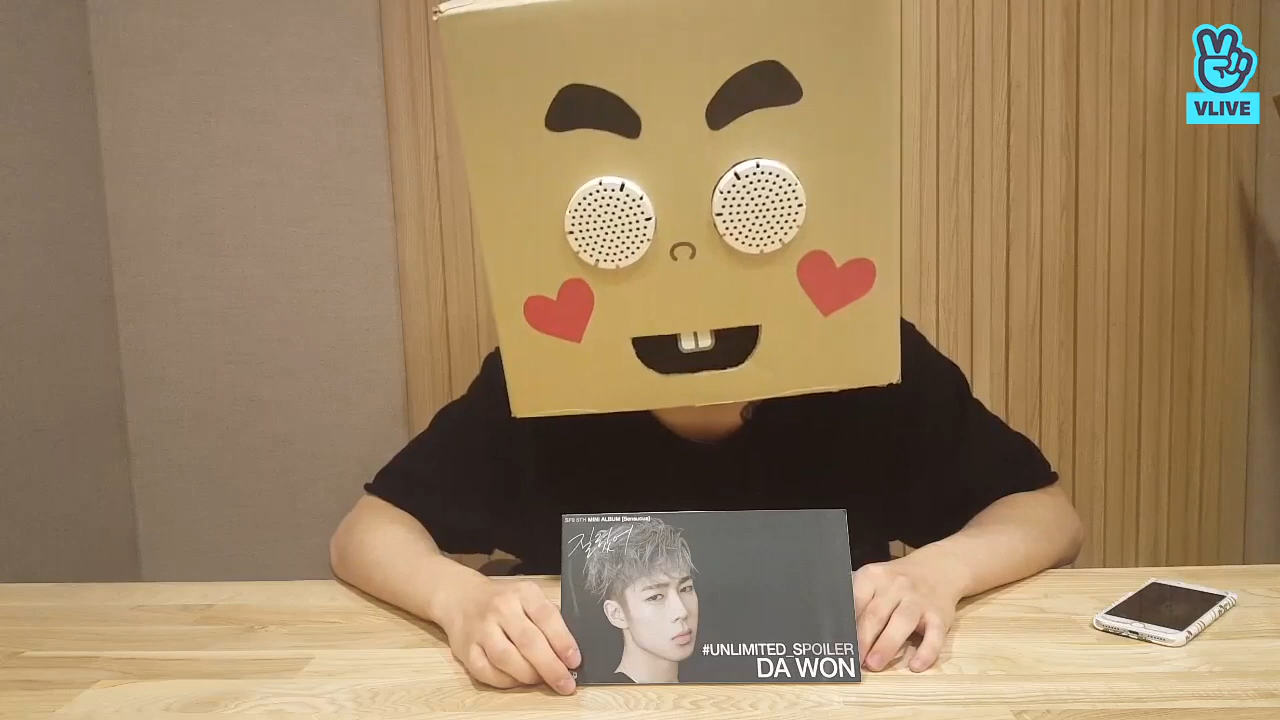 VLIVE
SF9 5TH MINI ALBUM [Sensuous]
질렀어
#UNLIMITED_SPOILER
DA WON